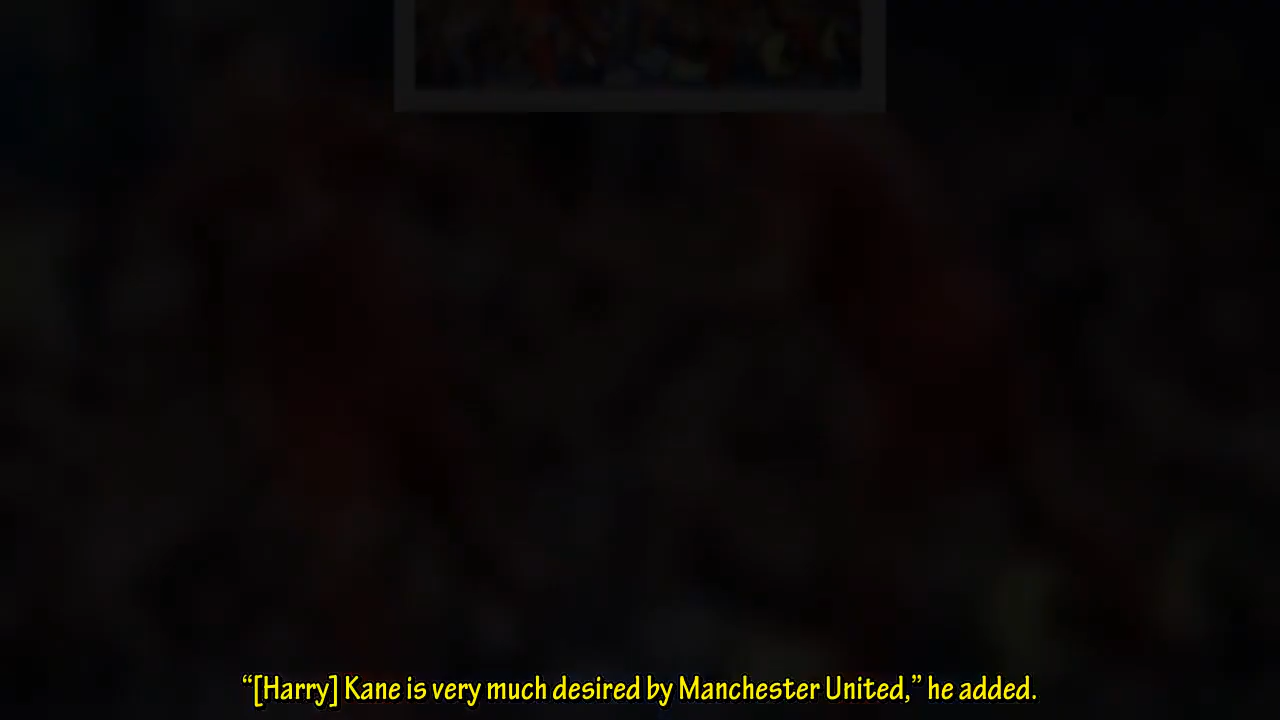 “[Harry] Kane is very much desired by Manchester United,” he added.